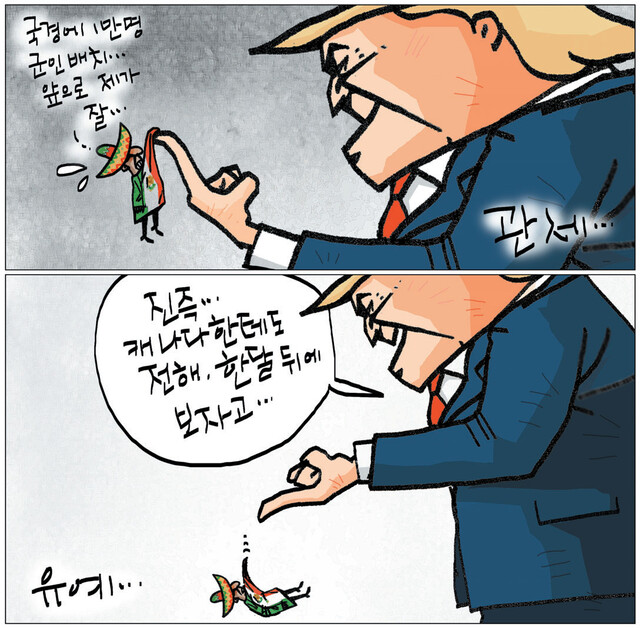 국경에 1만명
군인 배치...
앞으로 제가
잘...
관세...
진즉...
캐나다한테도
전해. 한달 뒤에
보자고...
유예...